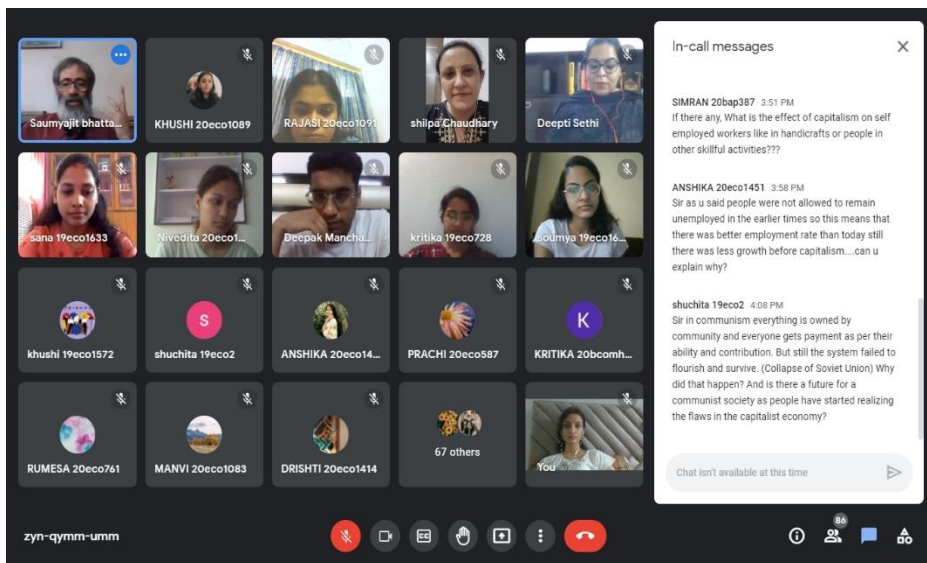 In-call messages
Saumyajit bhatta...
KHUSHI 20eco1089
RAJASI 20eco1091
shilpa Chaudhary
Deepti Sethi
SIMRAN 20bap387 3:51 PM
If there any, What is the effect of capitalism on self
employed workers like in handicrafts or people in
other skillful activities???
sana 19eco1633
Nivedita 20eco1...
Deepak Mancha...
kritika 19eco728
soumya 19eco16...
ANSHIKA 20eco1451 3:58 PM
Sir as u said people were not allowed to remain
unemployed in the earlier times so this means that
there was better employment rate than today still
there was less growth before capitalism....can u
explain why?
khushi 19eco1572
S
shuchita 19eco2
ANSHIKA 20eco14...
PRACHI 20eco587
K
KRITIKA 20bcomh...
shuchita 19eco2 4:08 PM
Sir in communism everything is owned by
community and everyone gets payment as per their
ability and contribution. But still the system failed to
flourish and survive. (Collapse of Soviet Union) Why
did that happen? And is there a future for a
communist society as people have started realizing
the flaws in the capitalist economy?
RUMESA 20eco761
MANVI 20eco1083
DRISHTI 20eco1414
67 others
You
Chat isn't available at this time
zyn-qymm-umm
CC
86